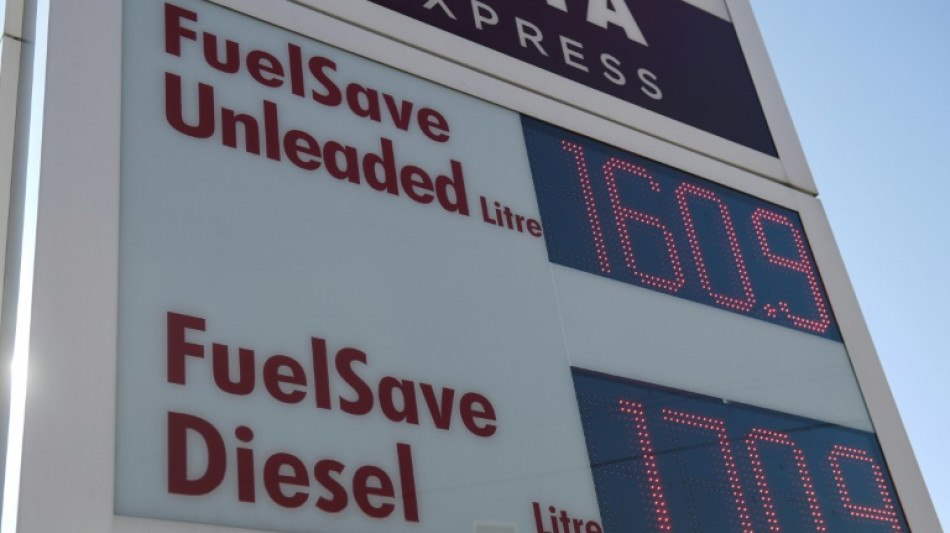 XPRESS
FuelSave
Unleaded Litre 160.9
FuelSave
Diesel
Litre 170.9